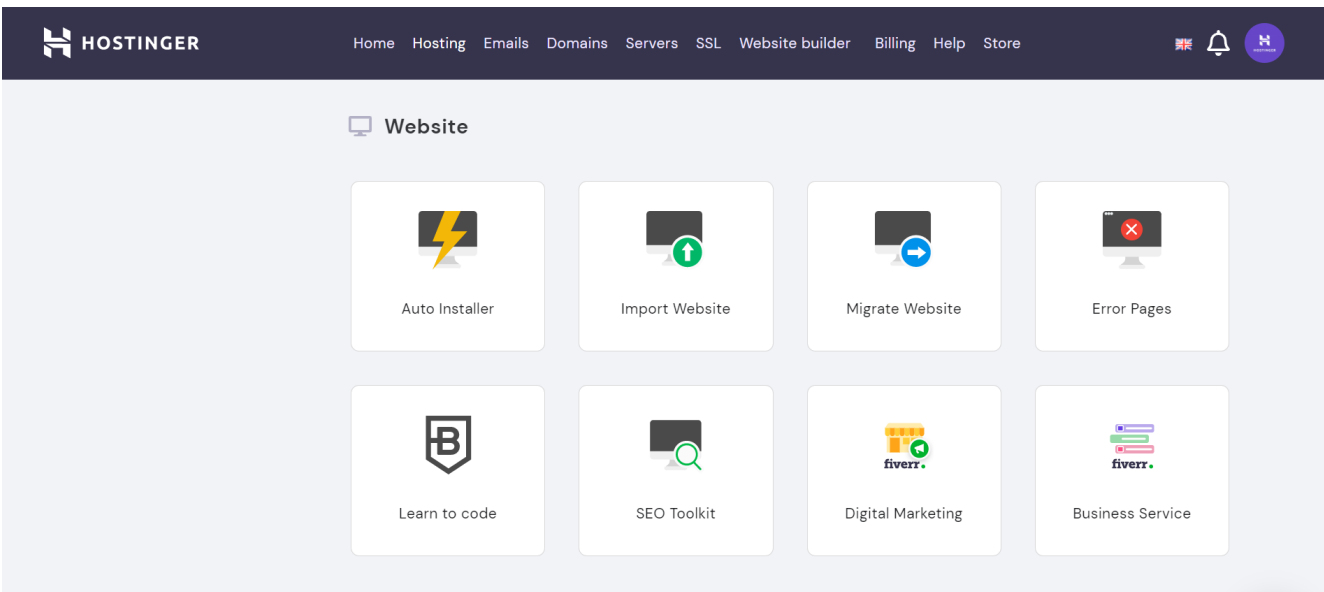 HOSTINGER
Home Hosting Emails Domains Servers SSL Website builder Billing Help Store
Website
Auto Installer
Import Website
Migrate Website
Error Pages
B
fiverr.
fiverr.
Learn to code
SEO Toolkit
Digital Marketing
Business Service